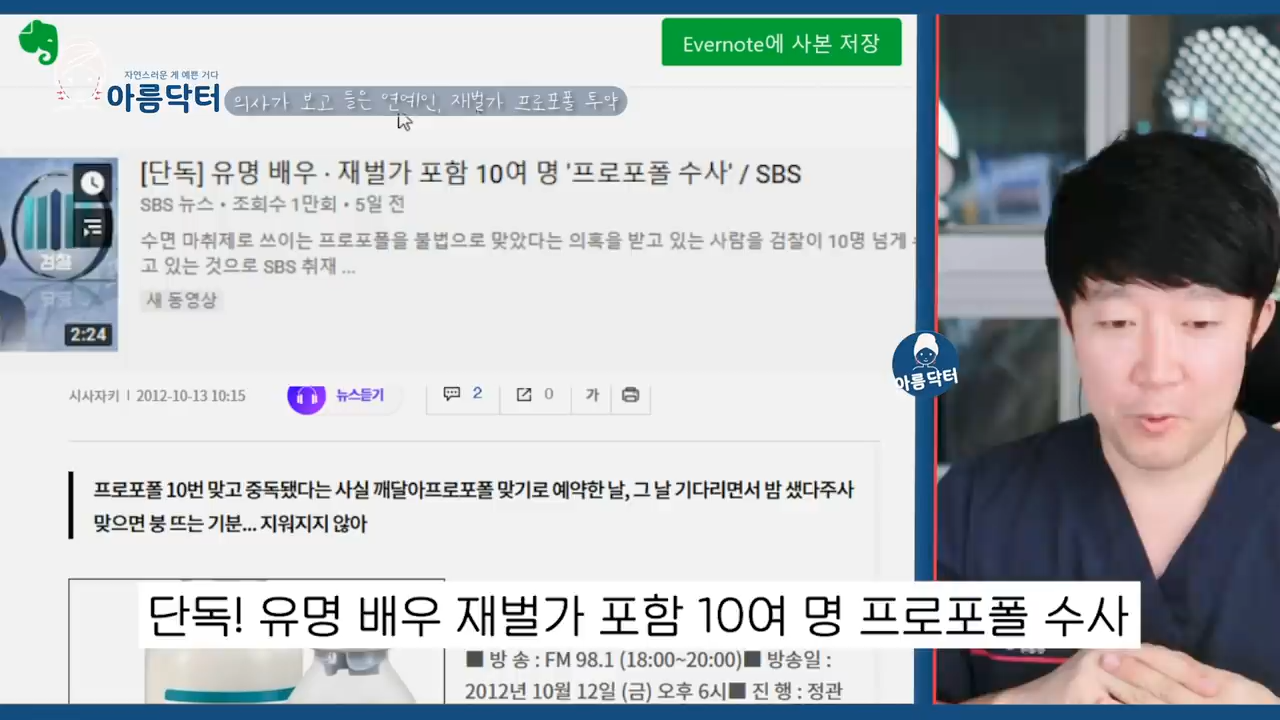 Evernote에 사본 저장
자연스러운 게 예쁜 거다
아름닥터
의사가 보고 들은 연예인, 재벌가 프로포폴 투약
[단독] 유명 배우 · 재벌가 포함 10여 명 '프로포폴 수사' / SBS
SBS 뉴스 • 조회수 1만회 • 5일 전
수면 마취제로 쓰이는 프로포폴을 불법으로 맞았다는 의혹을 받고 있는 사람을 검찰이 10명 넘게
고 있는 것으로 SBS 취재 ...
새 동영상
검찰
2:24
아름닥터
시사자키 | 2012-10-13 10:15
뉴스듣기
2
0
가
프로포폴 10번 맞고 중독됐다는 사실 깨달아프로포폴 맞기로 예약한 날, 그 날 기다리면서 밤 샜다주사
맞으면 붕 뜨는 기분... 지워지지 않아
단독! 유명 배우 재벌가 포함 10여 명 프로포폴 수사
■ 방 송 : FM 98.1 (18:00~20:00)■ 방송일 :
2012년 10월 12일 (금) 오후 6시■ 진 행 : 정관